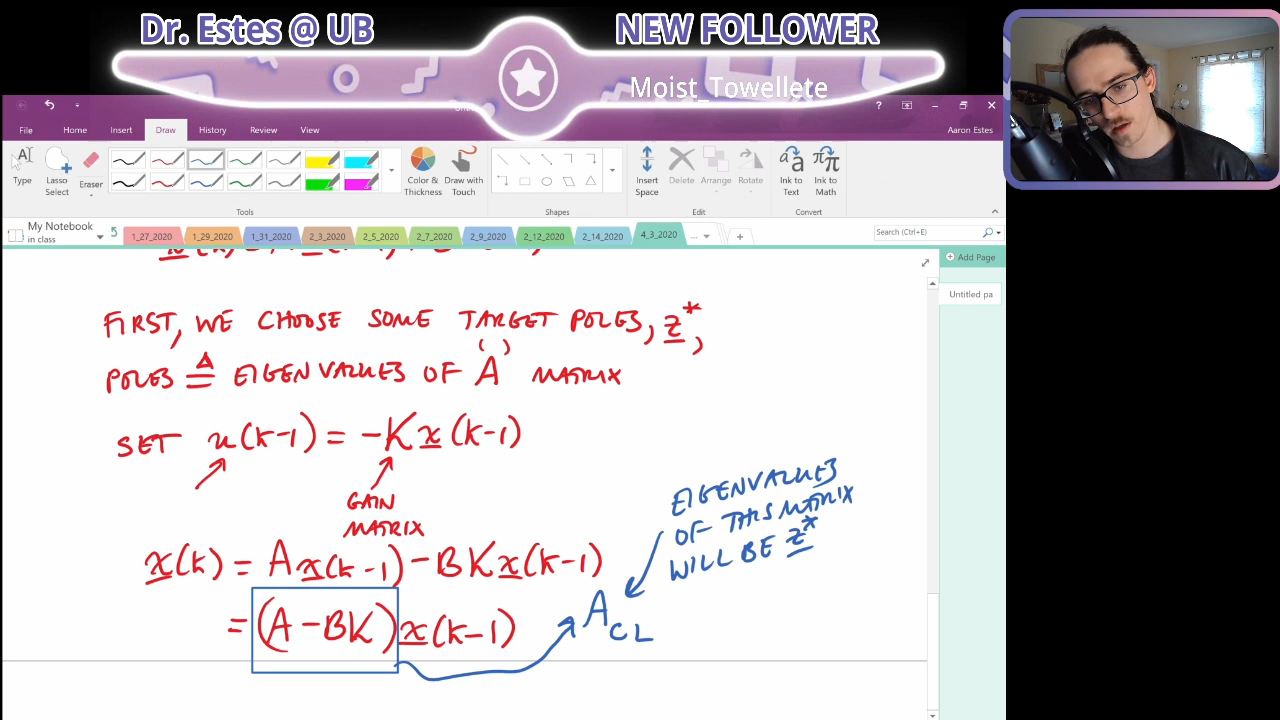 Dr. Estes @ UB
NEW FOLLOWER
Moist_Towellete
File Home Insert Draw History Review View
Aaron Estes
Type
Lasso Select
Eraser
Color & Thickness
Draw with Touch
Insert Space
Delete
Arrange
Rotate
Ink to Text
Ink to Math
Tools
Shapes
Edit
Convert
My Notebook
in class
1_27_2020 1_29_2020 1_31_2020 2_3_2020 2_5_2020 2_7_2020 2_9_2020 2_12_2020 2_14_2020 4_3_2020 ...
Search (Ctrl+E)
Add Page
Untitled pa
FIRST, WE CHOOSE SOME TARGET POLES, z*,
POLES ≜ EIGENVALUES OF A MATRIX
( )
SET u(k-1) = -Kx(k-1)
GAIN
MATRIX
x(k) = Ax(k-1) - BKx(k-1)
= (A-BK)x(k-1)
A CL
EIGENVALUES
OF THIS MATRIX
WILL BE z*